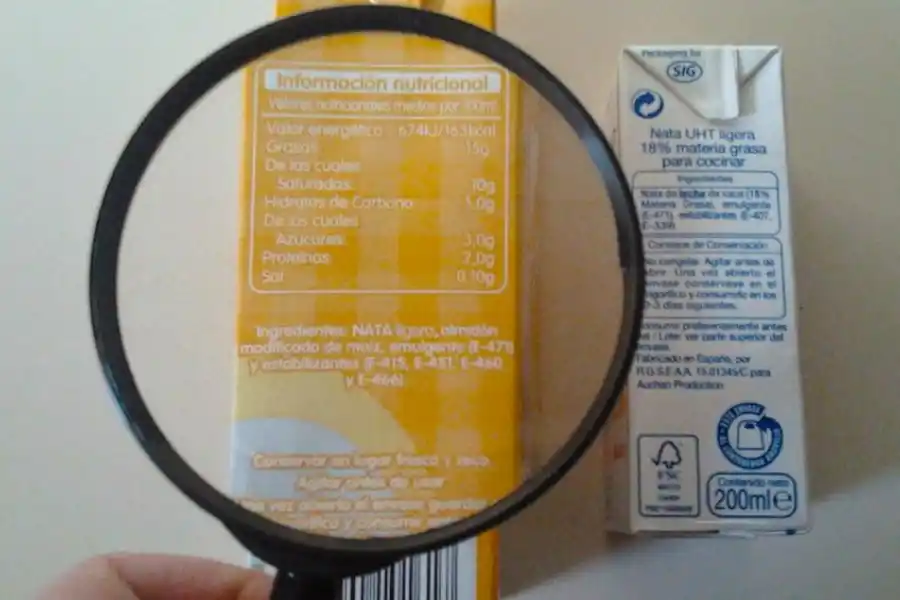 Información nutricional
Valores nutricionales medios por 100ml
Valor energético 674kJ/163kcal
Grasas 15g
De las cuales
Saturadas: 10g
Hidratos de Carbono
De los cuales
Azúcares: 3,0g
Proteínas 2,0g
Sal 0,10g
Ingredientes: NATA ligera, almidón
modificado de maíz, emulgente (E-471)
y estabilizantes (E-415, E-451, E-460
y E-466)
Conservar en lugar fresco y seco
Agitar antes de usar
vez abierto el envase guardar
y consumir
Packaging by
SIG
Nata UHT ligera
18% materia grasa
para cocinar
Ingredientes
Nata de leche de vaca (18%
Materia Grasa), emulgente
(E-471), estabilizantes (E-407,
Consejos de Conservación
No congelar. Agitar antes de
abrir. Una vez abierto el
envase consérvese en el
frigorífico y consumirlo en los
2-3 días siguientes.
Consumir preferentemente antes
del / Lote: ver parte superior del
envase.
Fabricado en España, por
R.G.S.E.A.A. 15.01345/C para
Auchan Production
FSC
Contenido neto
200ml e